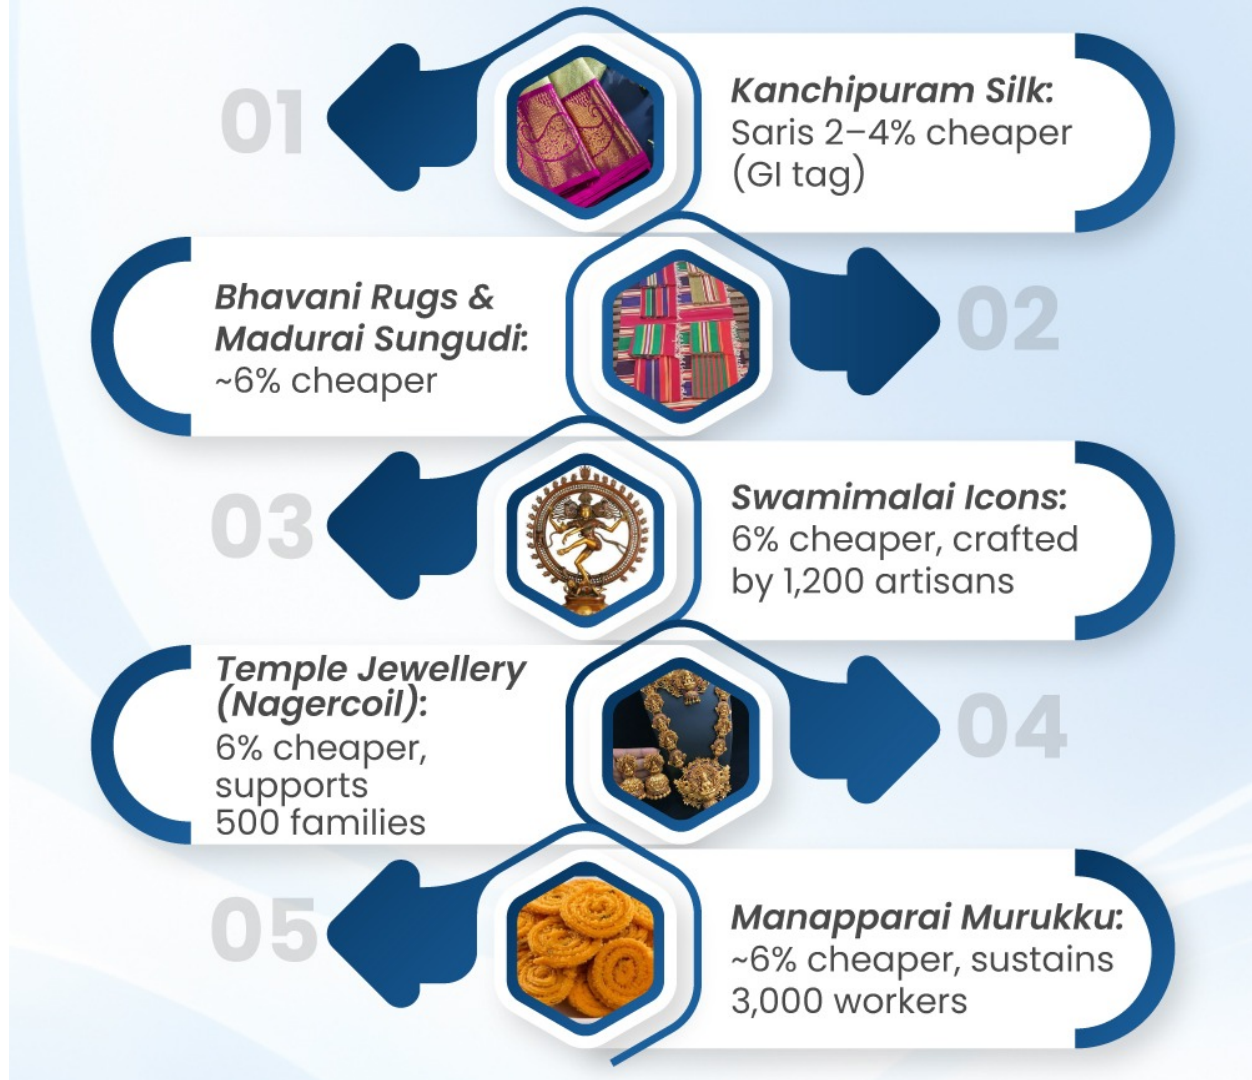 01
Kanchipuram Silk:
Saris 2–4% cheaper
(GI tag)
Bhavani Rugs &
Madurai Sungudi:
~6% cheaper
02
03
Swamimalai Icons:
6% cheaper, crafted
by 1,200 artisans
Temple Jewellery
(Nagercoil):
6% cheaper,
supports
500 families
04
05
Manapparai Murukku:
~6% cheaper, sustains
3,000 workers